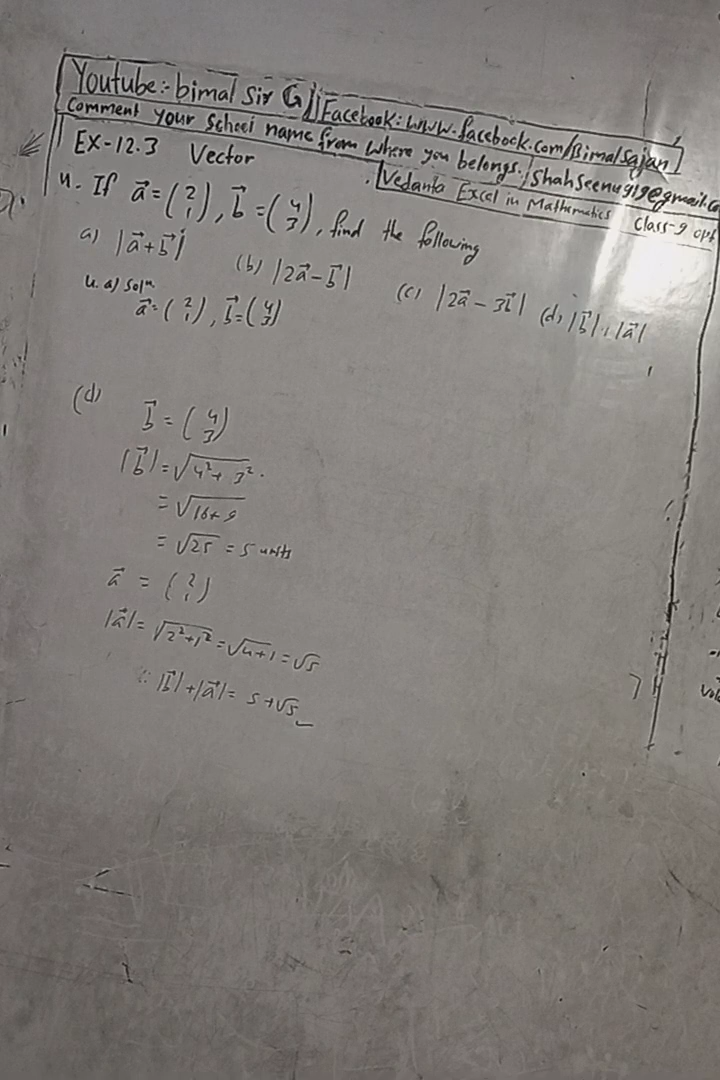 Youtube:- bimal Sir G || Facebook: www.facebook.com/BimalSajan
Comment your School name from where you belongs. / Shahseenu919@gmail.co
EX-12.3 Vector
Vedanta Excel in Mathematics Class-9 opt
4. If a⃗ = (2 1), b⃗ = (4 3), find the following
a) |a⃗+b⃗| (b) |2a⃗ - b⃗| (c) |2a⃗ - 3b⃗| (d) |b⃗| + |a⃗|
4. a) Solⁿ
a⃗ = (2 1), b⃗ = (4 3)
(d)
b⃗ = (4 3)
|b⃗| = √4²+3².
= √16+9
= √25 = 5 units
a⃗ = (2 1)
|a⃗| = √2²+1² = √4+1 = √5
∴ |b⃗| + |a⃗| = 5+√5